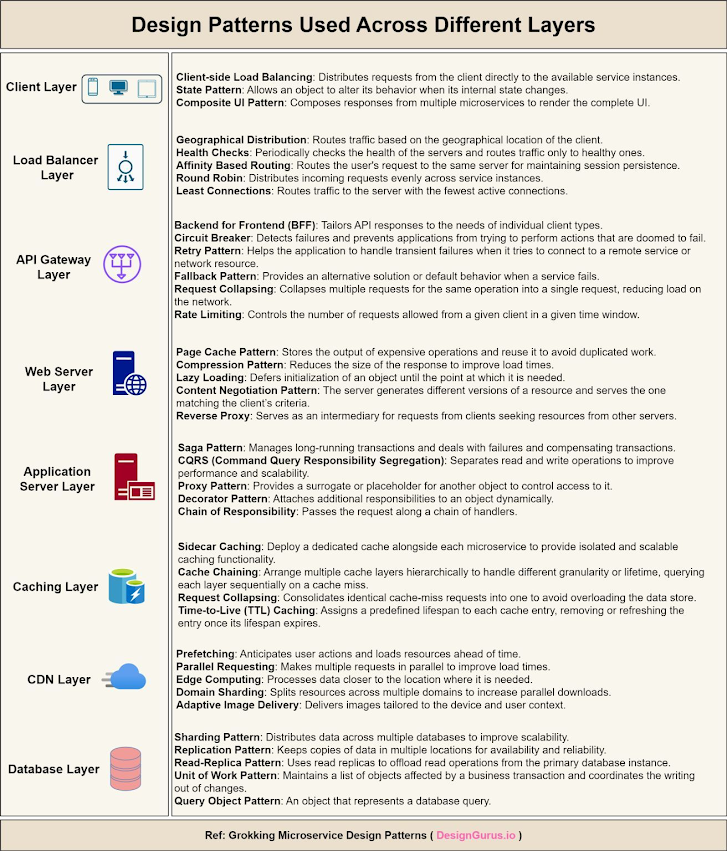 Design Patterns Used Across Different Layers
Client Layer
Client-side Load Balancing: Distributes requests from the client directly to the available service instances.
State Pattern: Allows an object to alter its behavior when its internal state changes.
Composite UI Pattern: Composes responses from multiple microservices to render the complete UI.
Load Balancer
Layer
Geographical Distribution: Routes traffic based on the geographical location of the client.
Health Checks: Periodically checks the health of the servers and routes traffic only to healthy ones.
Affinity Based Routing: Routes the user's request to the same server for maintaining session persistence.
Round Robin: Distributes incoming requests evenly across service instances.
Least Connections: Routes traffic to the server with the fewest active connections.
API Gateway
Layer
Backend for Frontend (BFF): Tailors API responses to the needs of individual client types.
Circuit Breaker: Detects failures and prevents applications from trying to perform actions that are doomed to fail.
Retry Pattern: Helps the application to handle transient failures when it tries to connect to a remote service or
network resource.
Fallback Pattern: Provides an alternative solution or default behavior when a service fails.
Request Collapsing: Collapses multiple requests for the same operation into a single request, reducing load on
the network.
Rate Limiting: Controls the number of requests allowed from a given client in a given time window.
Web Server
Layer
Page Cache Pattern: Stores the output of expensive operations and reuse it to avoid duplicated work.
Compression Pattern: Reduces the size of the response to improve load times.
Lazy Loading: Defers initialization of an object until the point at which it is needed.
Content Negotiation Pattern: The server generates different versions of a resource and serves the one
matching the client's criteria.
Reverse Proxy: Serves as an intermediary for requests from clients seeking resources from other servers.
Application
Server Layer
Saga Pattern: Manages long-running transactions and deals with failures and compensating transactions.
CQRS (Command Query Responsibility Segregation): Separates read and write operations to improve
performance and scalability.
Proxy Pattern: Provides a surrogate or placeholder for another object to control access to it.
Decorator Pattern: Attaches additional responsibilities to an object dynamically.
Chain of Responsibility: Passes the request along a chain of handlers.
Caching Layer
Sidecar Caching: Deploy a dedicated cache alongside each microservice to provide isolated and scalable
caching functionality.
Cache Chaining: Arrange multiple cache layers hierarchically to handle different granularity or lifetime, querying
each layer sequentially on a cache miss.
Request Collapsing: Consolidates identical cache-miss requests into one to avoid overloading the data store.
Time-to-Live (TTL) Caching: Assigns a predefined lifespan to each cache entry, removing or refreshing the
entry once its lifespan expires.
CDN Layer
Prefetching: Anticipates user actions and loads resources ahead of time.
Parallel Requesting: Makes multiple requests in parallel to improve load times.
Edge Computing: Processes data closer to the location where it is needed.
Domain Sharding: Splits resources across multiple domains to increase parallel downloads.
Adaptive Image Delivery: Delivers images tailored to the device and user context.
Database Layer
Sharding Pattern: Distributes data across multiple databases to improve scalability.
Replication Pattern: Keeps copies of data in multiple locations for availability and reliability.
Read-Replica Pattern: Uses read replicas to offload read operations from the primary database instance.
Unit of Work Pattern: Maintains a list of objects affected by a business transaction and coordinates the writing
out of changes.
Query Object Pattern: An object that represents a database query.
Ref: Grokking Microservice Design Patterns ( DesignGurus.io )